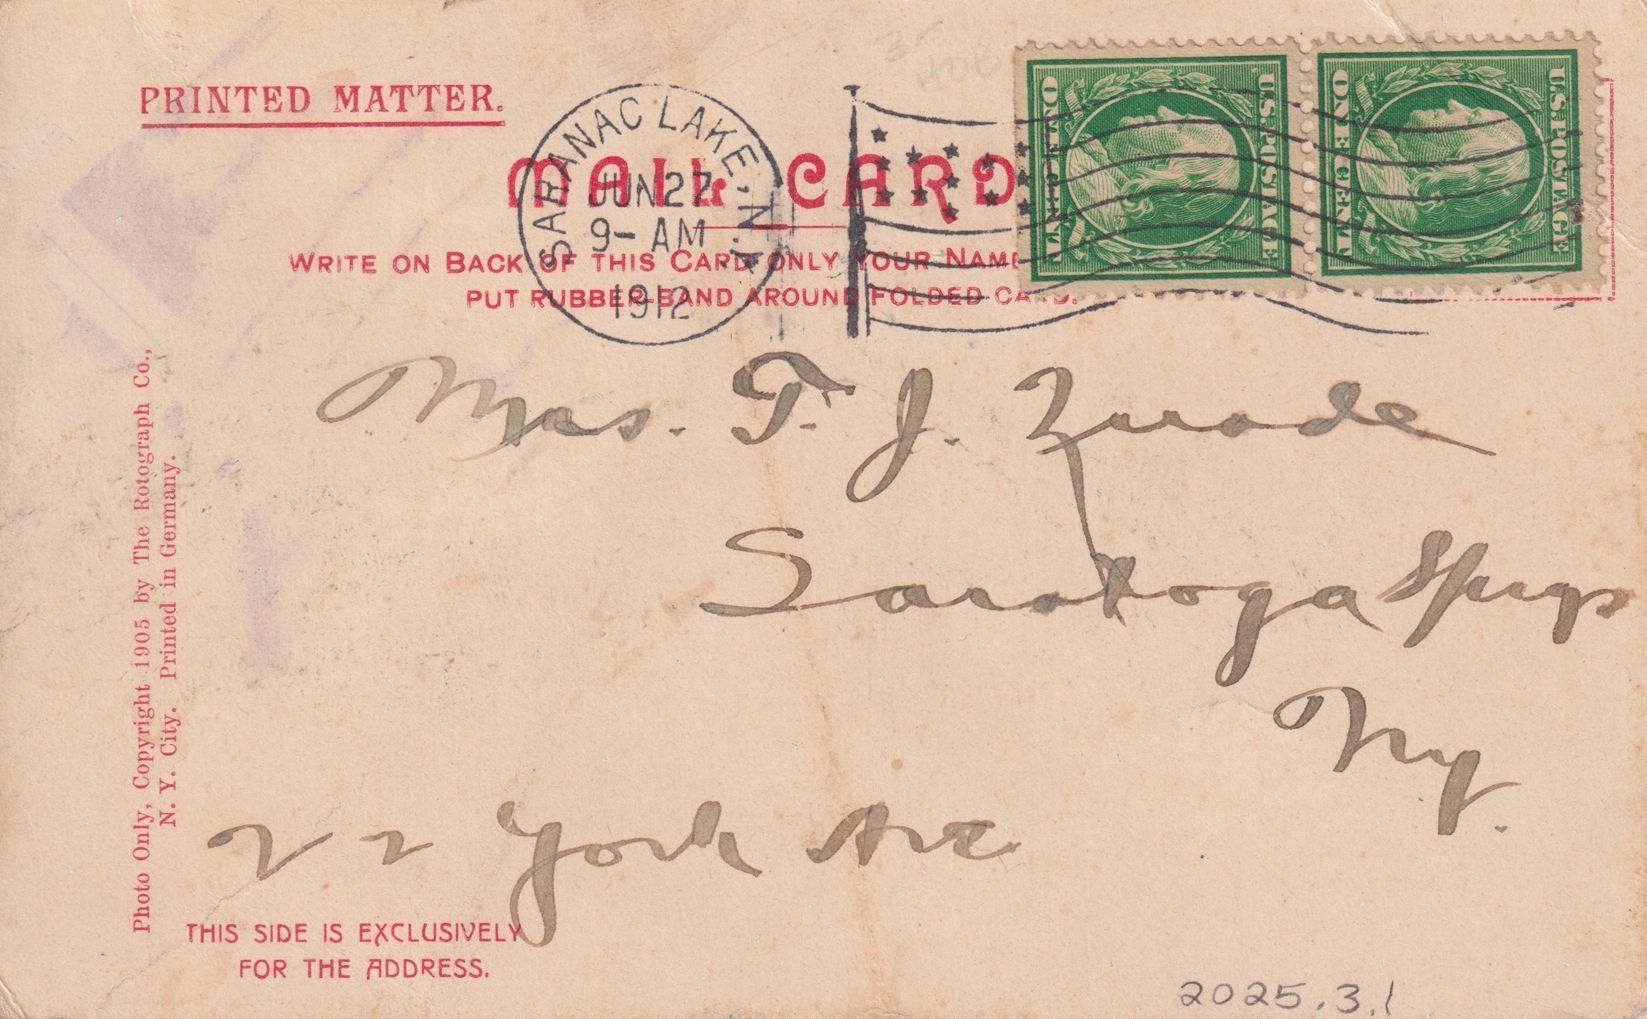 PRINTED MATTER.
MAIL CARD
WRITE ON BACK OF THIS CARD ONLY YOUR NAME
PUT RUBBER-BAND AROUND FOLDED CARD.
SARANAC LAKE, N.Y.
JUN 27
9- AM
1912
U.S. POSTAGE
ONE CENT
U.S. POSTAGE
ONE CENT
Mrs. T. J.
Saratoga Sprgs
NY.
22 York Ave
Photo Only, Copyright 1905 by The Rotograph Co.,
N. Y. City. Printed in Germany.
THIS SIDE IS EXCLUSIVELY
FOR THE ADDRESS.
2025.3.1